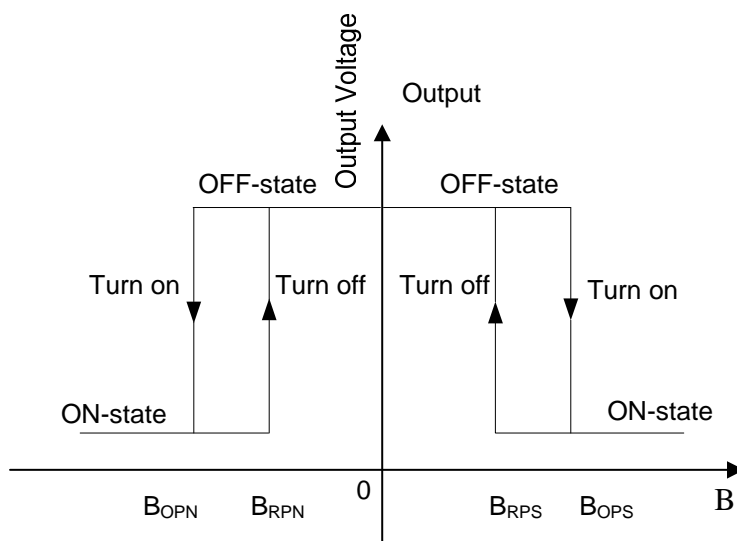 Output Voltage
Output
OFF-state
OFF-state
Turn on
Turn off
Turn off
Turn on
ON-state
ON-state
0
B
BOPN
BRPN
BRPS
BOPS